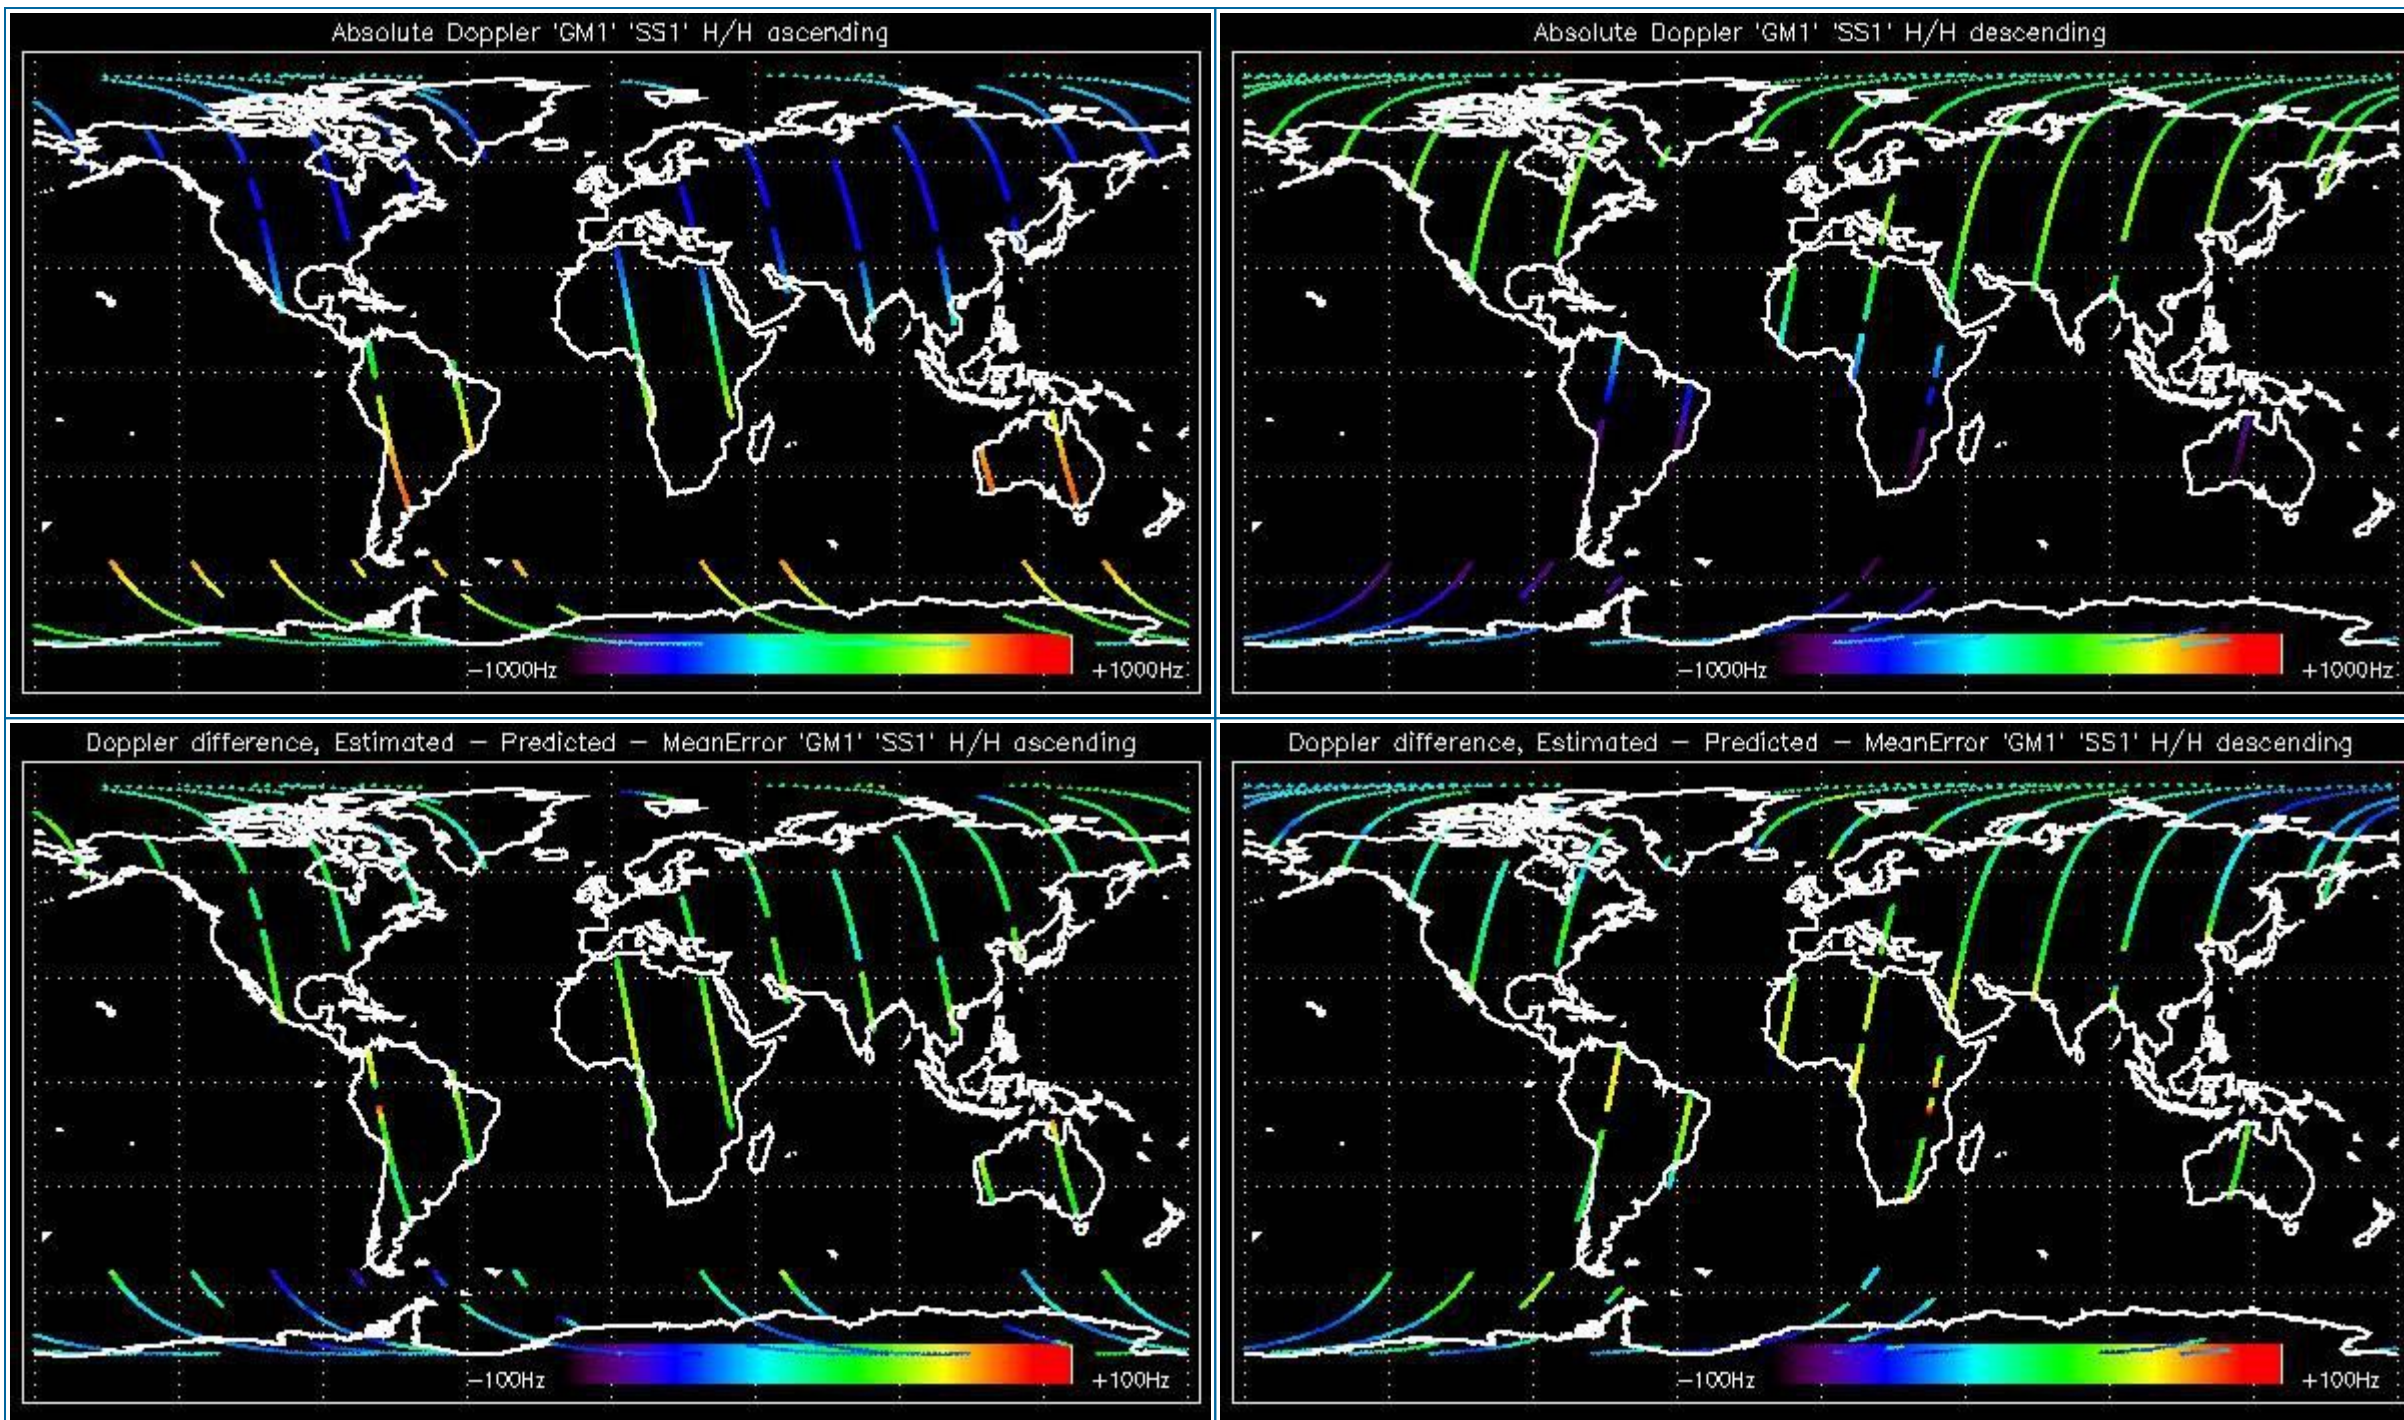 Absolute Doppler 'GM1' 'SS1' H/H ascending
-1000Hz +1000Hz
Absolute Doppler 'GM1' 'SS1' H/H descending
-1000Hz +1000Hz
Doppler difference, Estimated - Predicted - MeanError 'GM1' 'SS1' H/H ascending
-100Hz +100Hz
Doppler difference, Estimated - Predicted - MeanError 'GM1' 'SS1' H/H descending
-100Hz +100Hz